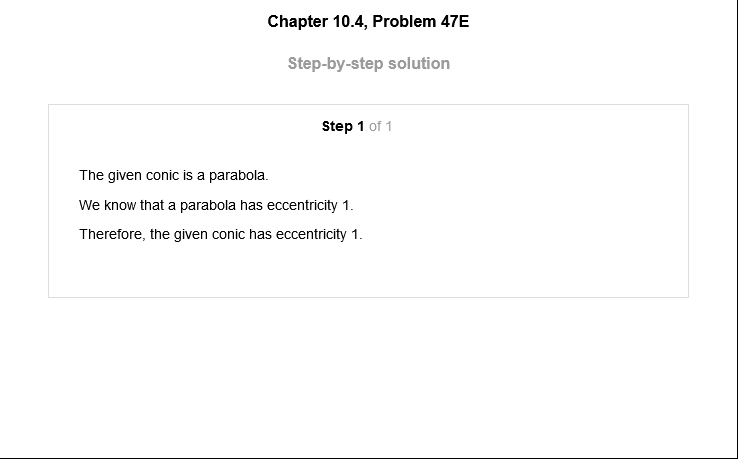 Chapter 10.4, Problem 47E
Step-by-step solution
Step 1 of 1
The given conic is a parabola.
We know that a parabola has eccentricity 1.
Therefore, the given conic has eccentricity 1.